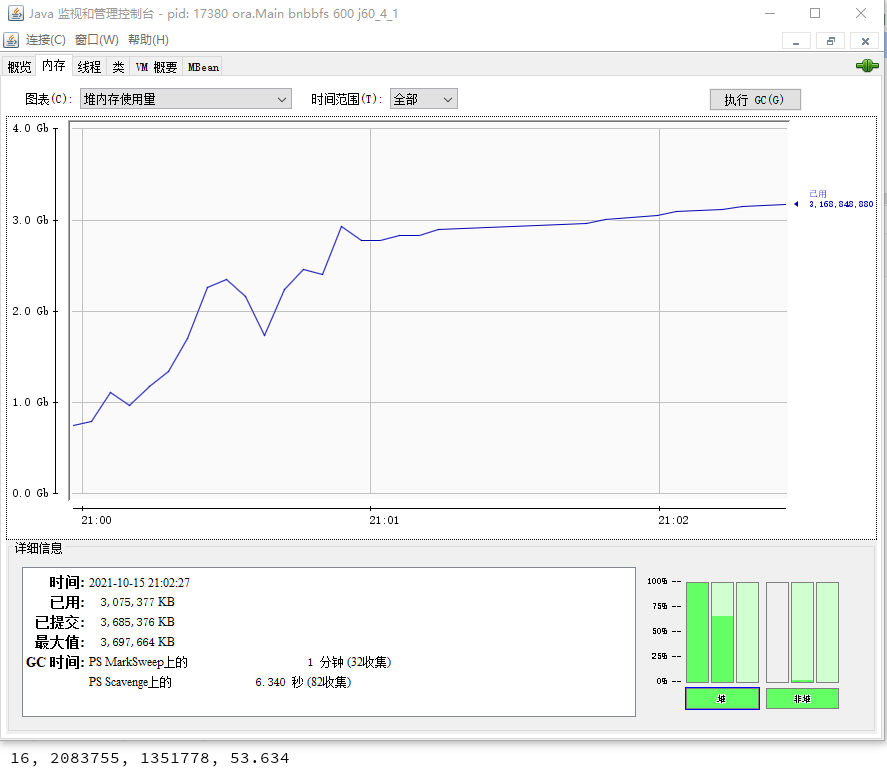 Java 监视和管理控制台 - pid: 17380 ora.Main bnbbfs 600 j60_4_1
连接(C) 窗口(W) 帮助(H)
概览 内存 线程 类 VM 概要 MBean
图表(C): 堆内存使用量 时间范围(T): 全部 执行 GC(G)
4.0 Gb
3.0 Gb
2.0 Gb
1.0 Gb
0.0 Gb
已用
3,168,848,880
21:00 21:01 21:02
详细信息
时间: 2021-10-15 21:02:27
已用: 3,075,377 KB
已提交: 3,685,376 KB
最大值: 3,697,664 KB
GC 时间: PS MarkSweep上的 1 分钟 (32收集)
PS Scavenge上的 6.340 秒 (82收集)
100% --
75% --
50% --
25% --
0% --
堆 非堆
16, 2083755, 1351778, 53.634